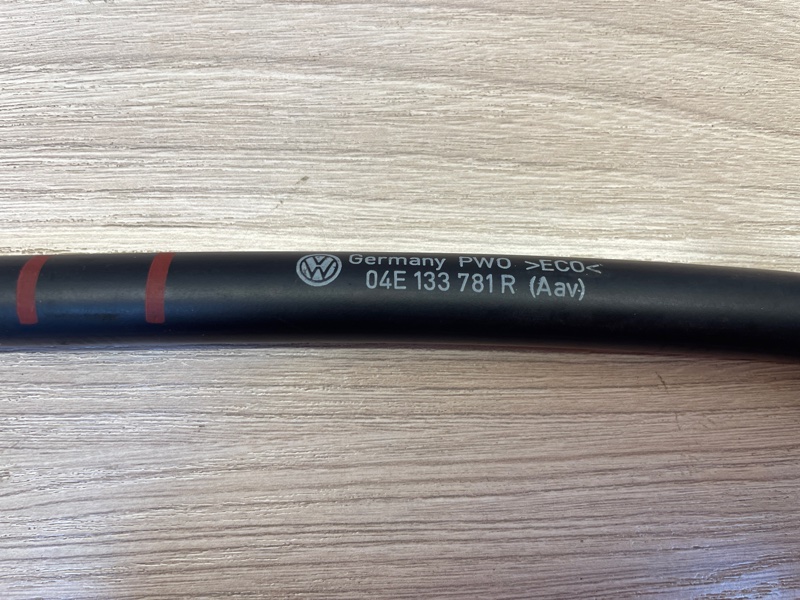 Germany PWO >ECO<
04E 133 781 R (Aav)